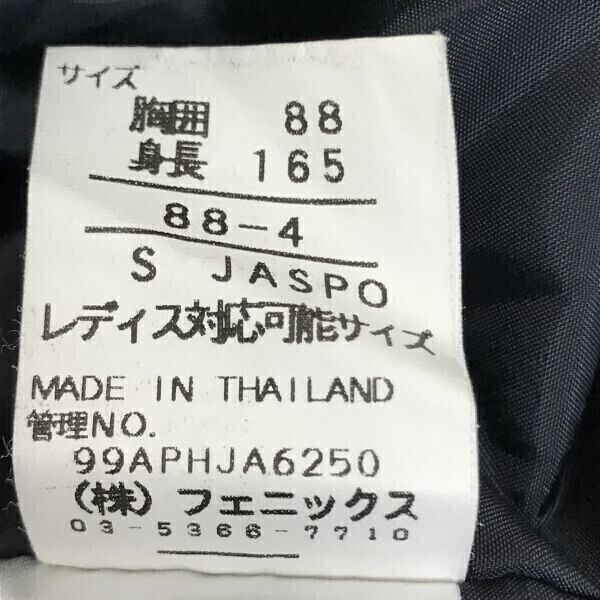 サイズ
胸囲 88
身長 165
88-4
S JASPO
レディス対応可能サイズ
MADE IN THAILAND
管理NO.
99APHJA6250
(株)フェニックス
03-5366-7710